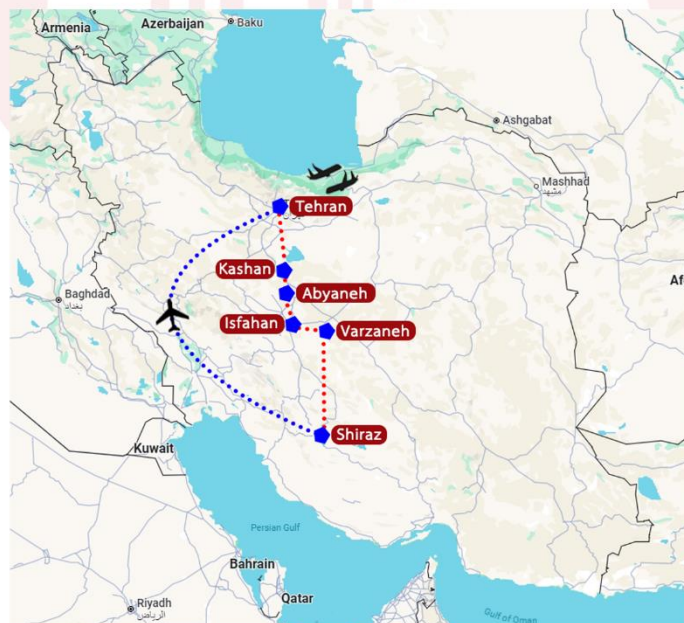 Armenia
Azerbaijan
Baku
Ashgabat
Mashhad
مشهد
Tehran
Kashan
Abyaneh
Isfahan
Varzaneh
Baghdad
بغداد
Af
Shiraz
Kuwait
Persian Gulf
Bahrain
Qatar
Riyadh
الرياض
Gulf of Oman